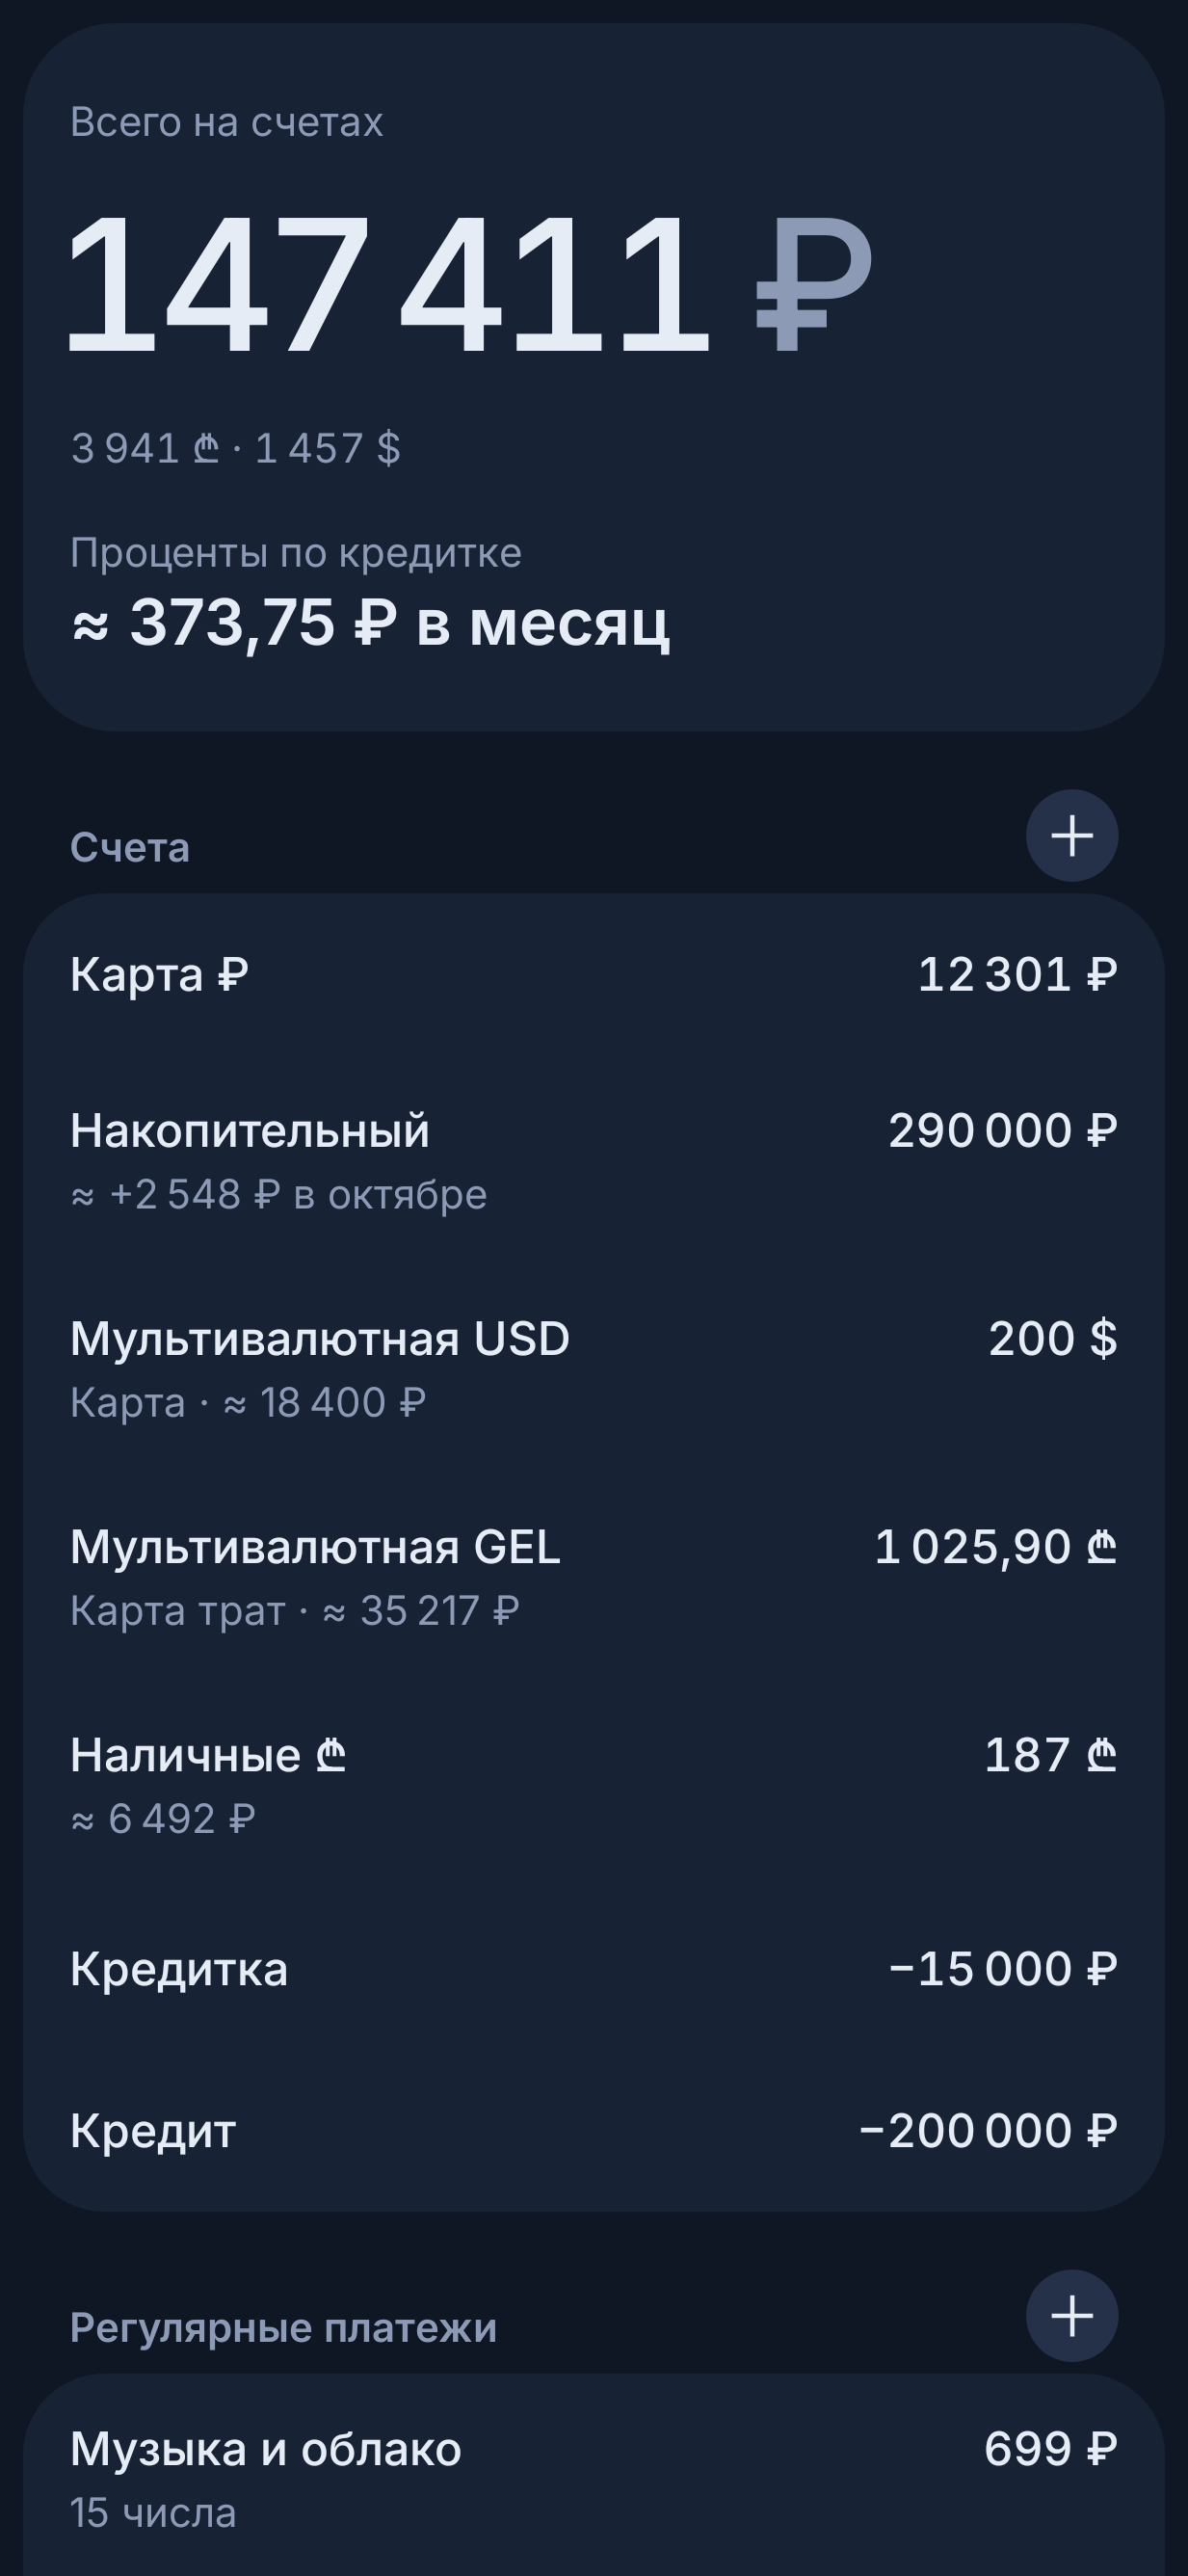 Всего на счетах
147 411 ₽
3 941 ₾ · 1 457 $
Проценты по кредитке
≈ 373,75 ₽ в месяц
Счета
Карта ₽ 12 301 ₽
Накопительный 290 000 ₽
≈ +2 548 ₽ в октябре
Мультивалютная USD 200 $
Карта · ≈ 18 400 ₽
Мультивалютная GEL 1 025,90 ₾
Карта трат · ≈ 35 217 ₽
Наличные ₾ 187 ₾
≈ 6 492 ₽
Кредитка −15 000 ₽
Кредит −200 000 ₽
Регулярные платежи
Музыка и облако 699 ₽
15 числа